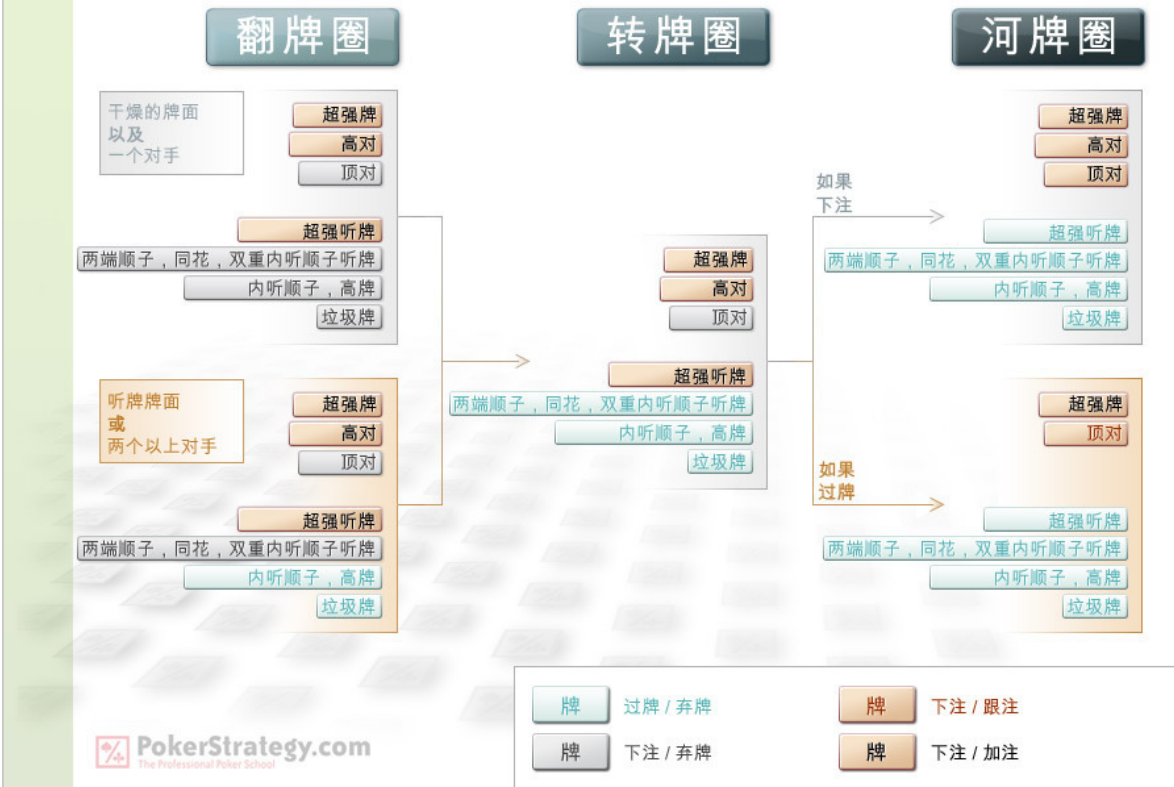 翻牌圈
转牌圈
河牌圈
干燥的牌面
以及
一个对手
超强牌
高对
顶对
超强听牌
两端顺子，同花，双重内听顺子听牌
内听顺子，高牌
垃圾牌
听牌牌面
或
两个以上对手
超强牌
高对
顶对
超强听牌
两端顺子，同花，双重内听顺子听牌
内听顺子，高牌
垃圾牌
超强牌
高对
顶对
超强听牌
两端顺子，同花，双重内听顺子听牌
内听顺子，高牌
垃圾牌
如果
下注
超强牌
高对
顶对
超强听牌
两端顺子，同花，双重内听顺子听牌
内听顺子，高牌
垃圾牌
如果
过牌
超强牌
顶对
超强听牌
两端顺子，同花，双重内听顺子听牌
内听顺子，高牌
垃圾牌
牌 过牌 / 弃牌
牌 下注 / 跟注
牌 下注 / 弃牌
牌 下注 / 加注
PokerStrategy.com
The Professional Poker School